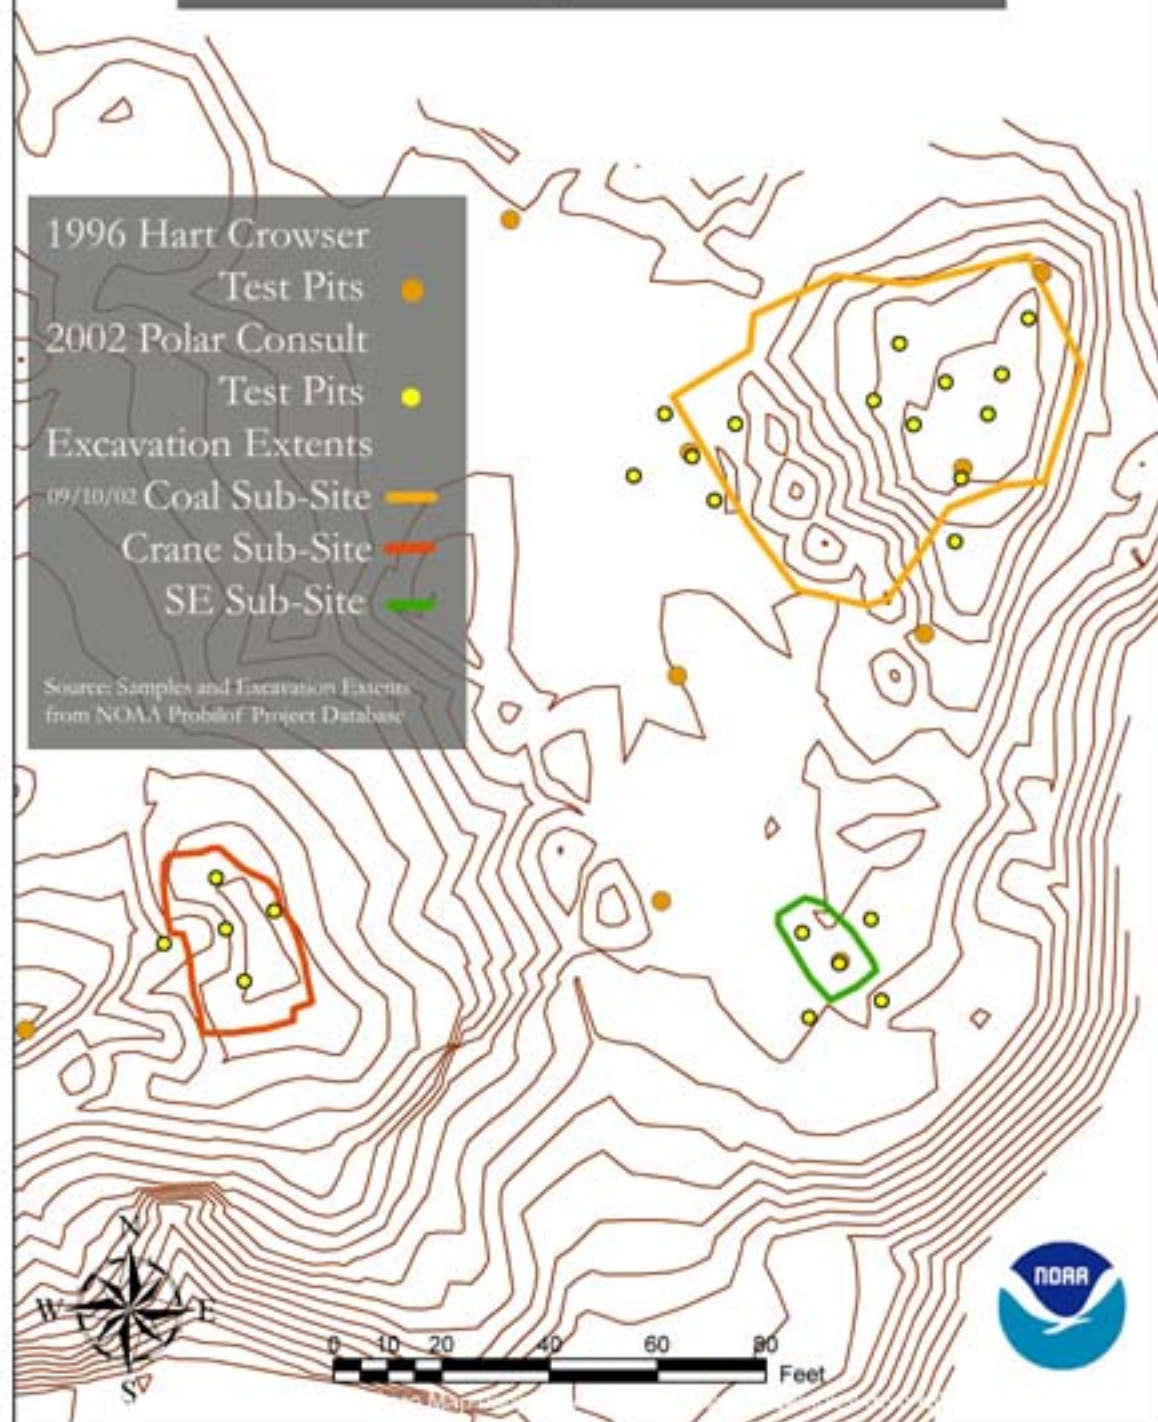 1996 Hart Crowser
Test Pits
2002 Polar Consult
Test Pits
Excavation Extents
09/10/02 Coal Sub-Site
Crane Sub-Site
SE Sub-Site
Source: Samples and Excavation Extents
from NOAA Probilof Project Database
N
W E
S
NOAA
0 10 20 40 60 80
Feet